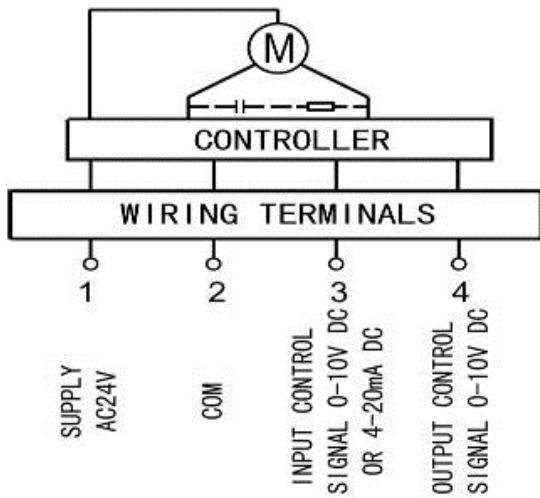 M
CONTROLLER
WIRING TERMINALS
1
2
3
4
SUPPLY
AC24V
COM
INPUT CONTROL
SIGNAL 0-10V DC
OR 4-20mA DC
OUTPUT CONTROL
SIGNAL 0-10V DC